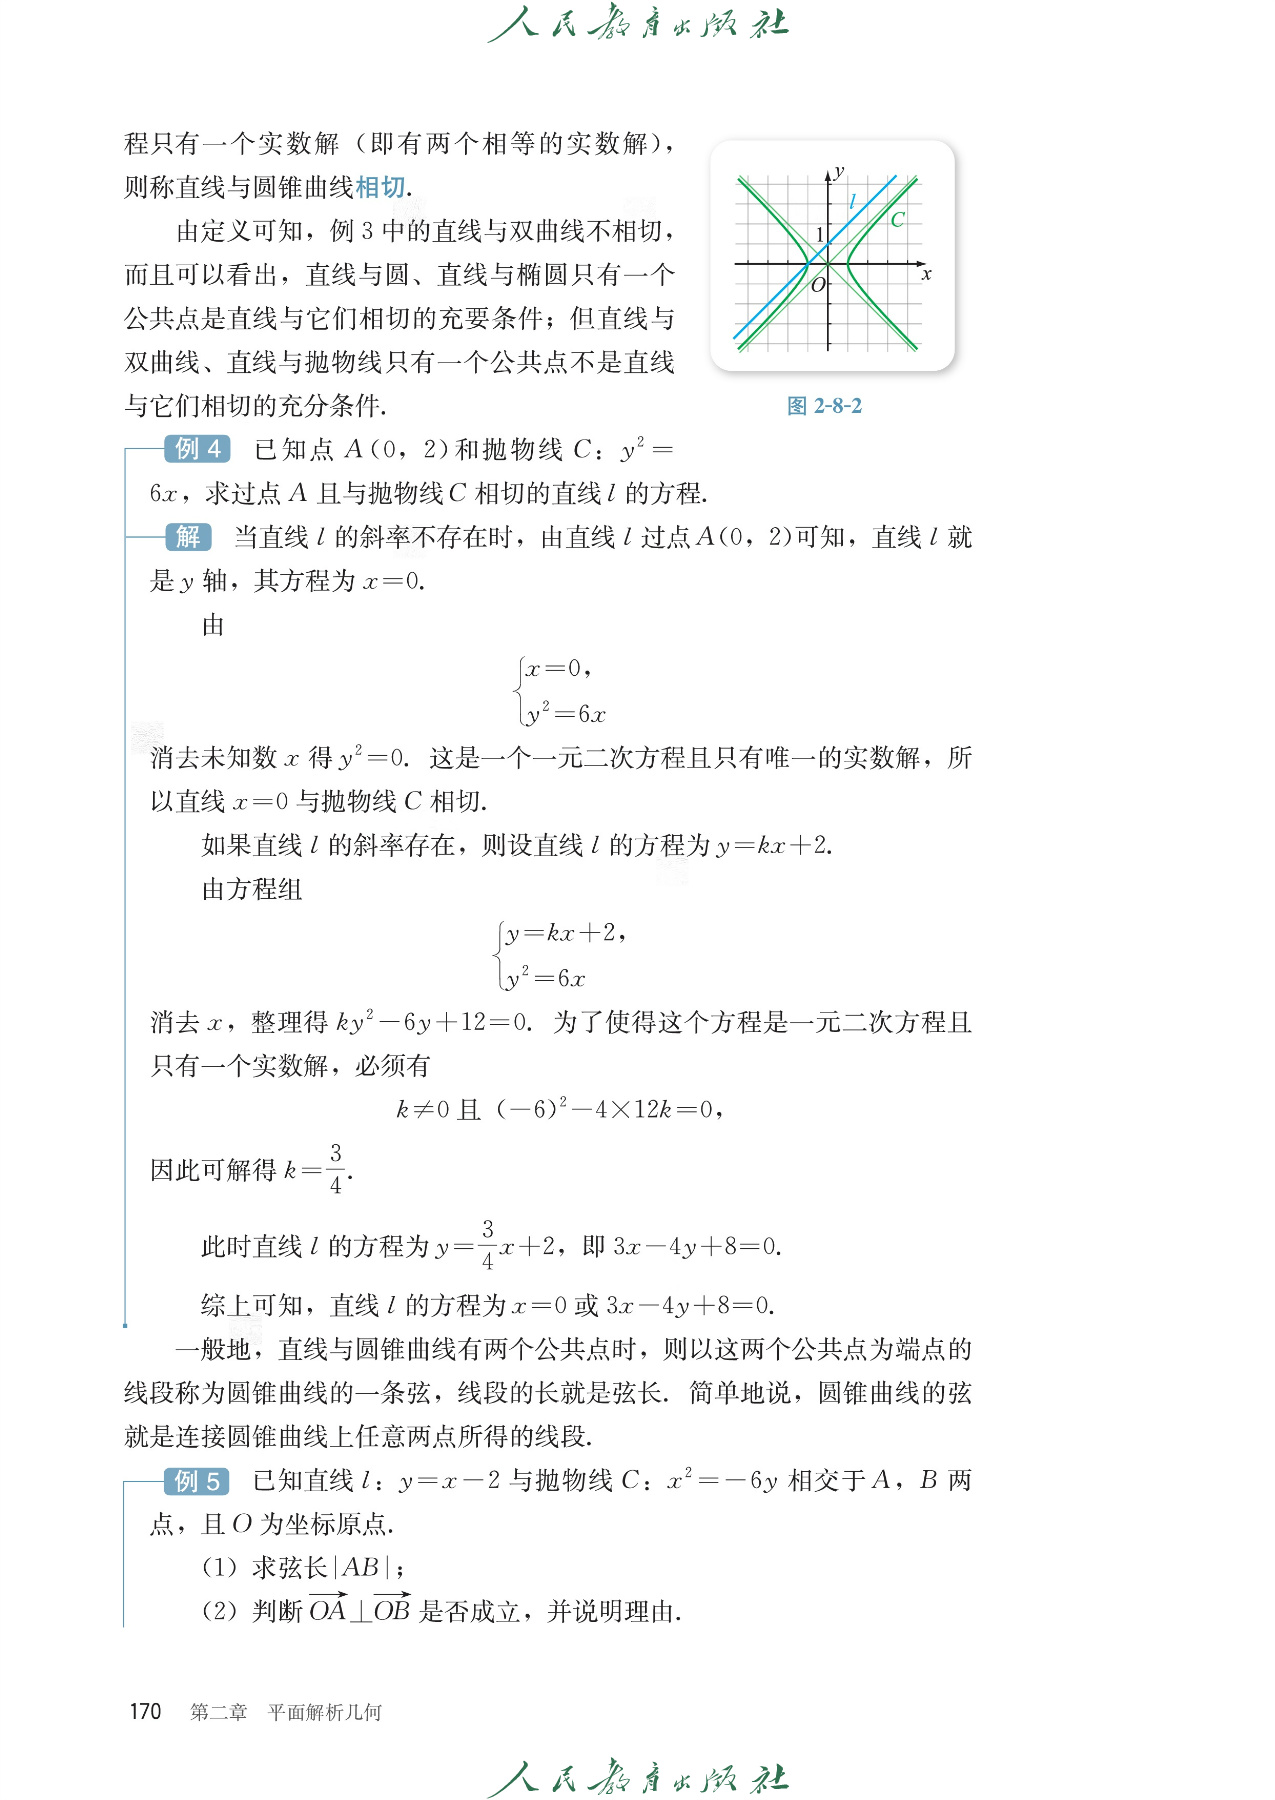 人民教育出版社
程只有一个实数解（即有两个相等的实数解），
则称直线与圆锥曲线相切．
由定义可知，例 3 中的直线与双曲线不相切，
而且可以看出，直线与圆、直线与椭圆只有一个
公共点是直线与它们相切的充要条件；但直线与
双曲线、直线与抛物线只有一个公共点不是直线
与它们相切的充分条件．
y
l
C
1
O
x
图 2-8-2
例 4 已知点 A(0，2)和抛物线 C：y²＝
6x，求过点 A 且与抛物线 C 相切的直线 l 的方程．
解 当直线 l 的斜率不存在时，由直线 l 过点 A(0，2)可知，直线 l 就
是 y 轴，其方程为 x＝0．
由
x＝0，
y²＝6x
消去未知数 x 得 y²＝0．这是一个一元二次方程且只有唯一的实数解，所
以直线 x＝0 与抛物线 C 相切．
如果直线 l 的斜率存在，则设直线 l 的方程为 y＝kx＋2．
由方程组
y＝kx＋2，
y²＝6x
消去 x，整理得 ky²－6y＋12＝0．为了使得这个方程是一元二次方程且
只有一个实数解，必须有
k≠0 且（－6)²－4×12k＝0，
因此可解得 k＝3/4．
此时直线 l 的方程为 y＝3/4x＋2，即 3x－4y＋8＝0．
综上可知，直线 l 的方程为 x＝0 或 3x－4y＋8＝0．
一般地，直线与圆锥曲线有两个公共点时，则以这两个公共点为端点的
线段称为圆锥曲线的一条弦，线段的长就是弦长．简单地说，圆锥曲线的弦
就是连接圆锥曲线上任意两点所得的线段．
例 5 已知直线 l：y＝x－2 与抛物线 C：x²＝－6y 相交于 A，B 两
点，且 O 为坐标原点．
（1）求弦长|AB|；
（2）判断 OA⊥OB 是否成立，并说明理由．
170 第二章 平面解析几何
人民教育出版社